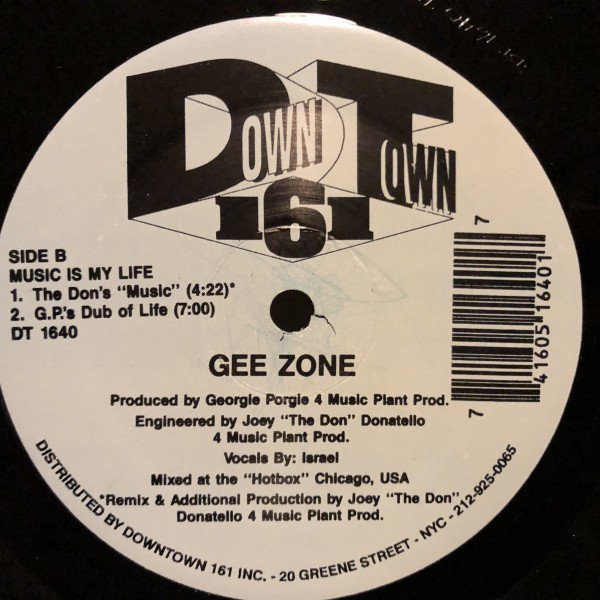 DOWN TOWN
161
SIDE B
MUSIC IS MY LIFE
1. The Don's "Music" (4:22)*
2. G.P.'s Dub of Life (7:00)
DT 1640
7 41605 16401 7
GEE ZONE
Produced by Georgie Porgie 4 Music Plant Prod.
Engineered by Joey "The Don" Donatello
4 Music Plant Prod.
Vocals By: Israel
Mixed at the "Hotbox" Chicago, USA
*Remix & Additional Production by Joey "The Don"
Donatello 4 Music Plant Prod.
DISTRIBUTED BY DOWNTOWN 161 INC. - 20 GREENE STREET - NYC - 212-925-0065